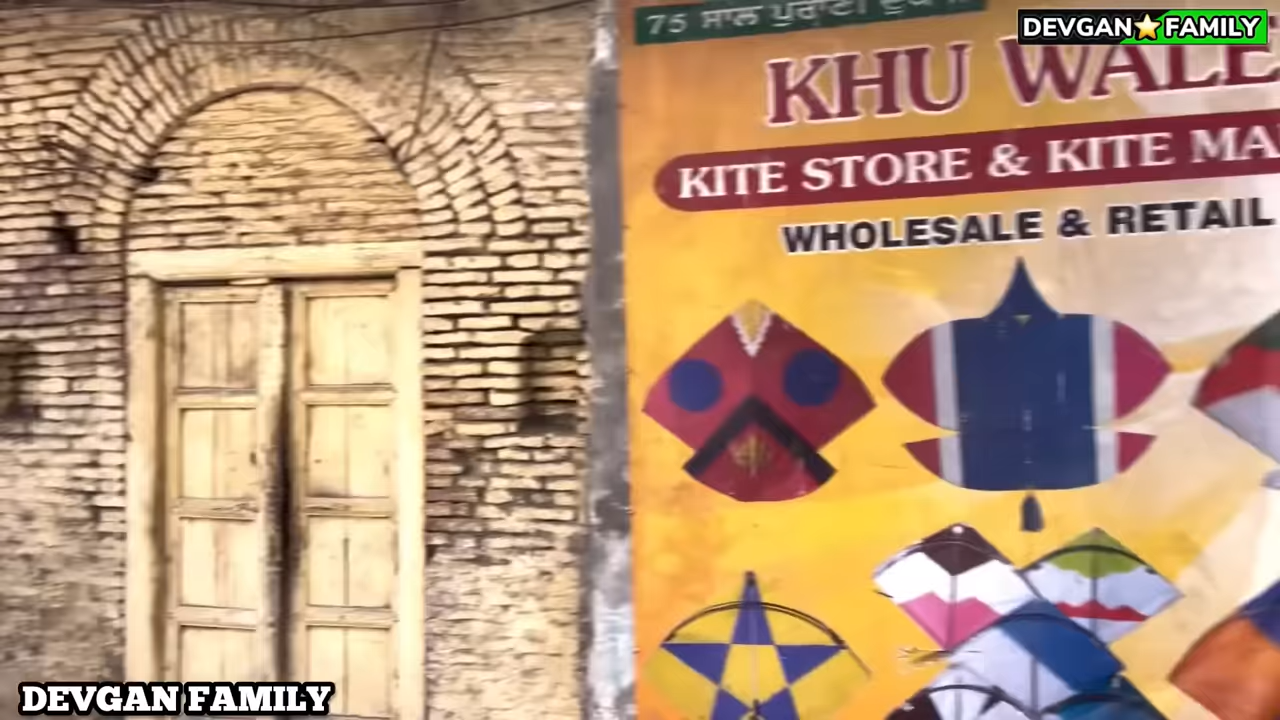 75 ਸਾਲ ਪੁਰਾਣੀ
DEVGAN⭐FAMILY
KHU WALE
KITE STORE & KITE MA
WHOLESALE & RETAIL
DEVGAN FAMILY